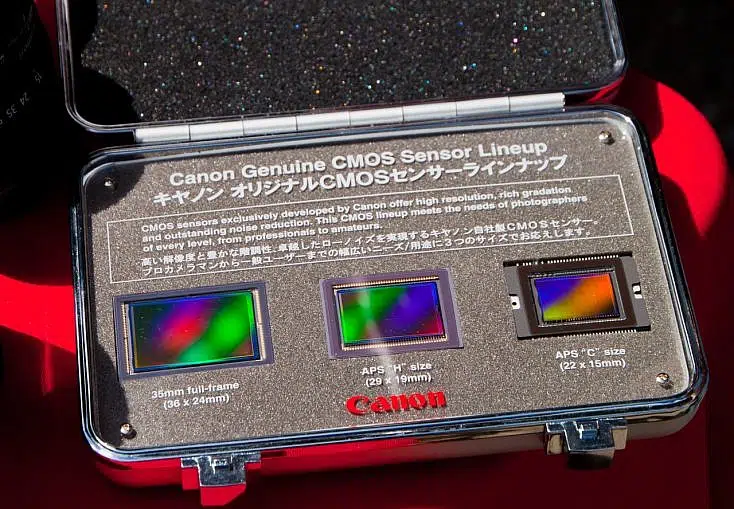 Canon Genuine CMOS Sensor Lineup
キヤノン オリジナルCMOSセンサーラインナップ
CMOS sensors exclusively developed by Canon offer high resolution, rich gradation
and outstanding noise reduction. This CMOS lineup meets the needs of photographers
of every level, from professionals to amateurs.
高い解像度と豊かな階調性、卓越したローノイズを実現するキヤノン自社製CMOSセンサー。
プロカメラマンから一般ユーザーまでの幅広いニーズ/用途に3つのサイズでお応えします。
35mm full-frame
(36 x 24mm)
APS "H" size
(29 x 19mm)
APS "C" size
(22 x 15mm)
Canon
15 24 35